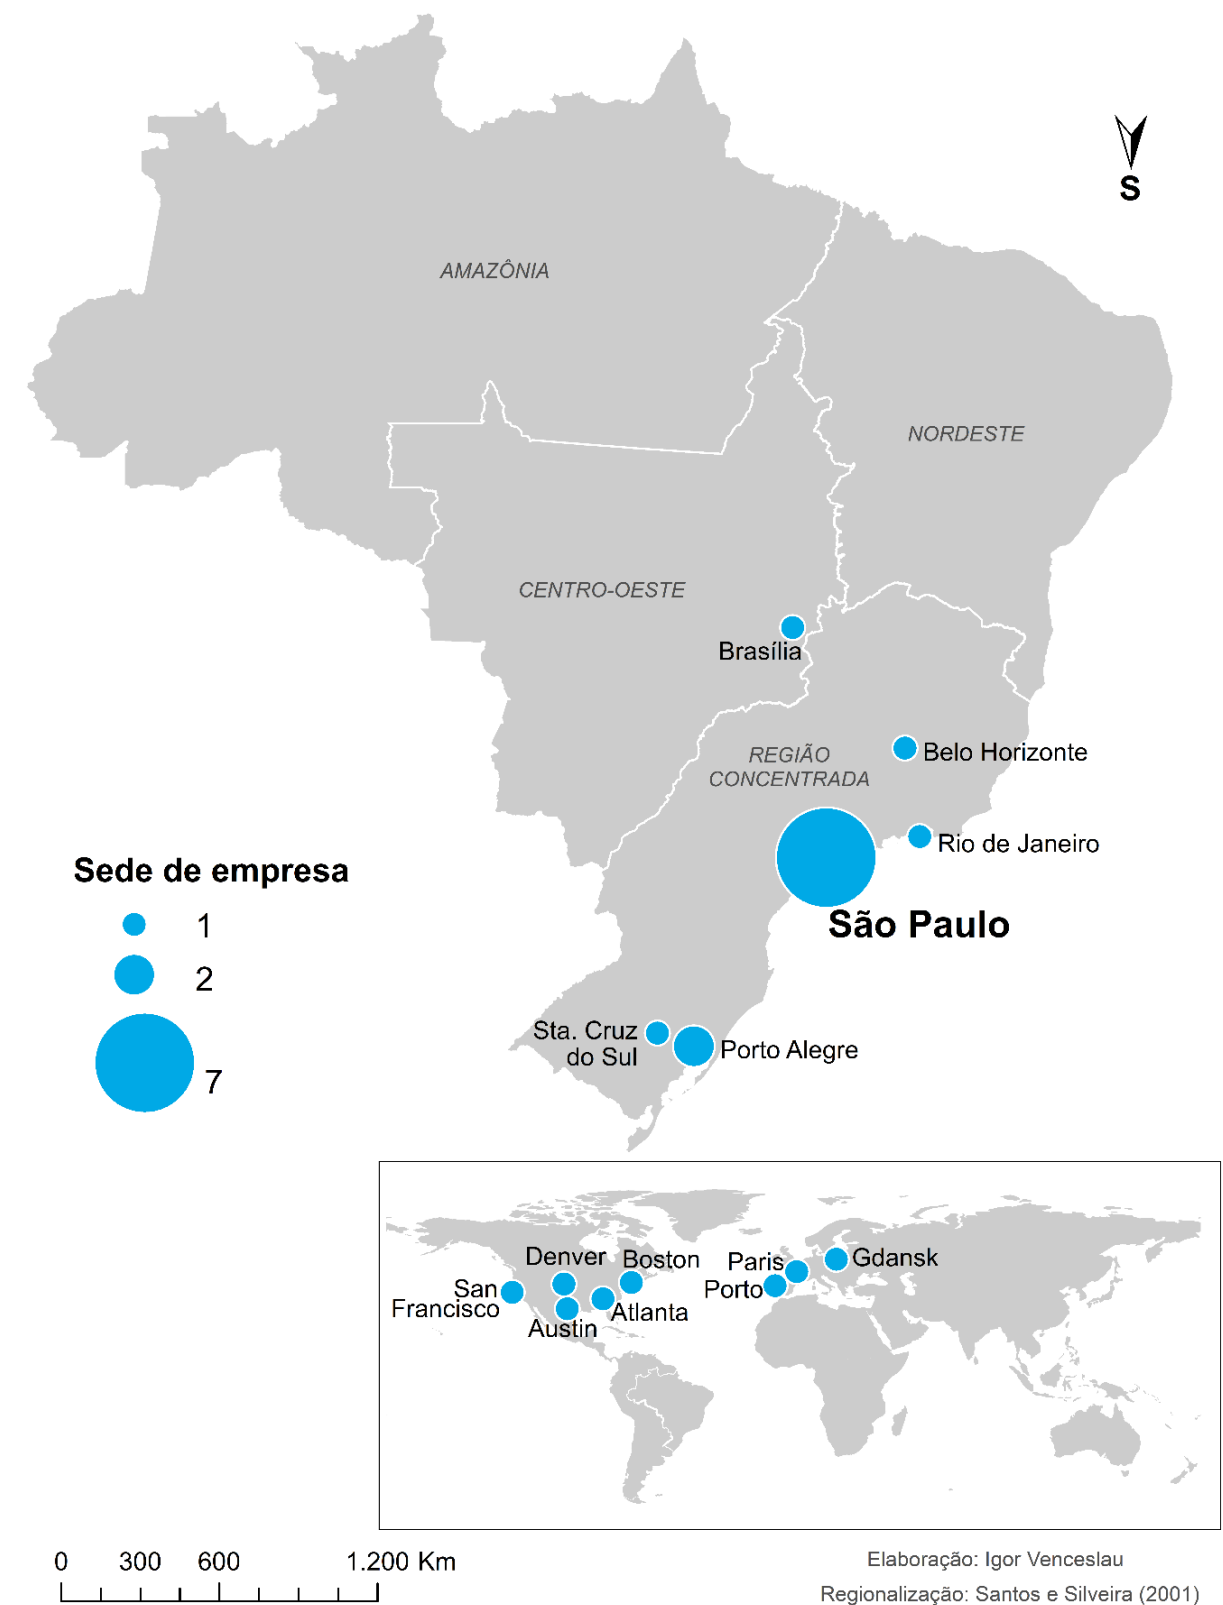 S
AMAZÔNIA
NORDESTE
CENTRO-OESTE
Brasília
REGIÃO
CONCENTRADA
Belo Horizonte
Rio de Janeiro
São Paulo
Sta. Cruz
do Sul
Porto Alegre
Sede de empresa
1
2
7
Denver
Boston
San
Francisco
Austin
Atlanta
Paris
Porto
Gdansk
0 300 600 1.200 Km
Elaboração: Igor Venceslau
Regionalização: Santos e Silveira (2001)